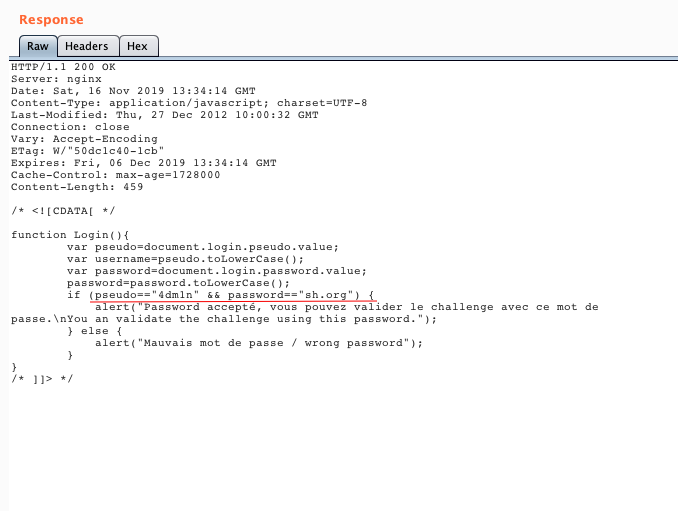 Response
Raw Headers Hex
HTTP/1.1 200 OK
Server: nginx
Date: Sat, 16 Nov 2019 13:34:14 GMT
Content-Type: application/javascript; charset=UTF-8
Last-Modified: Thu, 27 Dec 2012 10:00:32 GMT
Connection: close
Vary: Accept-Encoding
ETag: W/"50dc1c40-1cb"
Expires: Fri, 06 Dec 2019 13:34:14 GMT
Cache-Control: max-age=1728000
Content-Length: 459
/* <![CDATA[ */
function Login(){
var pseudo=document.login.pseudo.value;
var username=pseudo.toLowerCase();
var password=document.login.password.value;
password=password.toLowerCase();
if (pseudo=="4dm1n" && password=="sh.org") {
alert("Password accepté, vous pouvez valider le challenge avec ce mot de
passe.\nYou an validate the challenge using this password.");
} else {
alert("Mauvais mot de passe / wrong password");
}
}
/* ]]> */